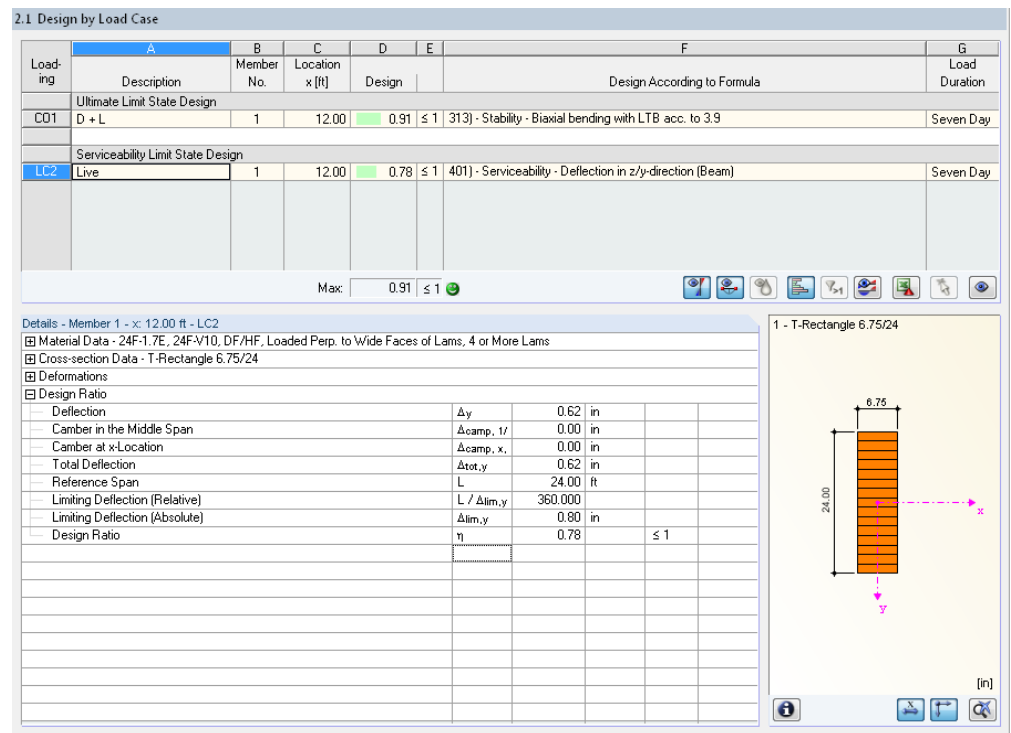 2.1 Design by Load Case
A B C D E F G
Load- Member Location Load
ing Description No. x [ft] Design Design According to Formula Duration
Ultimate Limit State Design
CO1 D + L 1 12.00 0.91 ≤ 1 313) - Stability - Biaxial bending with LTB acc. to 3.9 Seven Day
Serviceability Limit State Design
LC2 Live 1 12.00 0.78 ≤ 1 401) - Serviceability - Deflection in z/y-direction (Beam) Seven Day
Max: 0.91 ≤ 1
Details - Member 1 - x: 12.00 ft - LC2
Material Data - 24F-1.7E, 24F-V10, DF/HF, Loaded Perp. to Wide Faces of Lams, 4 or More Lams
Cross-section Data - T-Rectangle 6.75/24
Deformations
Design Ratio
Deflection Δy 0.62 in
Camber in the Middle Span Δcamp, 1/ 0.00 in
Camber at x-Location Δcamp, x, 0.00 in
Total Deflection Δtot,y 0.62 in
Reference Span L 24.00 ft
Limiting Deflection (Relative) L / Δlim,y 360.000
Limiting Deflection (Absolute) Δlim,y 0.80 in
Design Ratio η 0.78 ≤ 1
1 - T-Rectangle 6.75/24
6.75
24.00
x
y
[in]